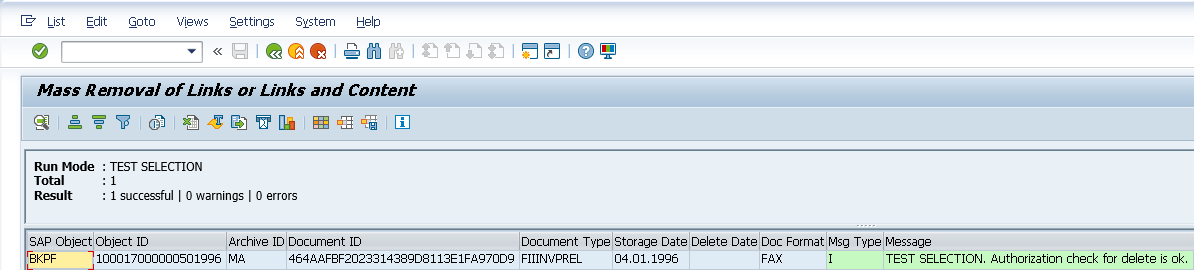 List Edit Goto Views Settings System Help
Mass Removal of Links or Links and Content
Run Mode : TEST SELECTION
Total : 1
Result : 1 successful | 0 warnings | 0 errors
SAP Object Object ID Archive ID Document ID Document Type Storage Date Delete Date Doc Format Msg Type Message
BKPF 100017000000501996 MA 464AAFBF2023314389D8113E1FA970D9 FIIINVPREL 04.01.1996 FAX I TEST SELECTION. Authorization check for delete is ok.